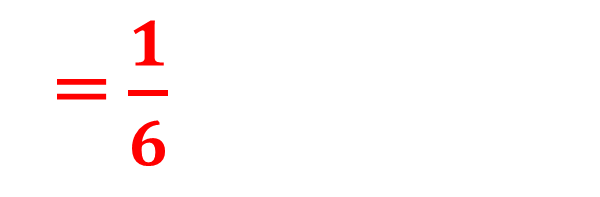 = 1/6